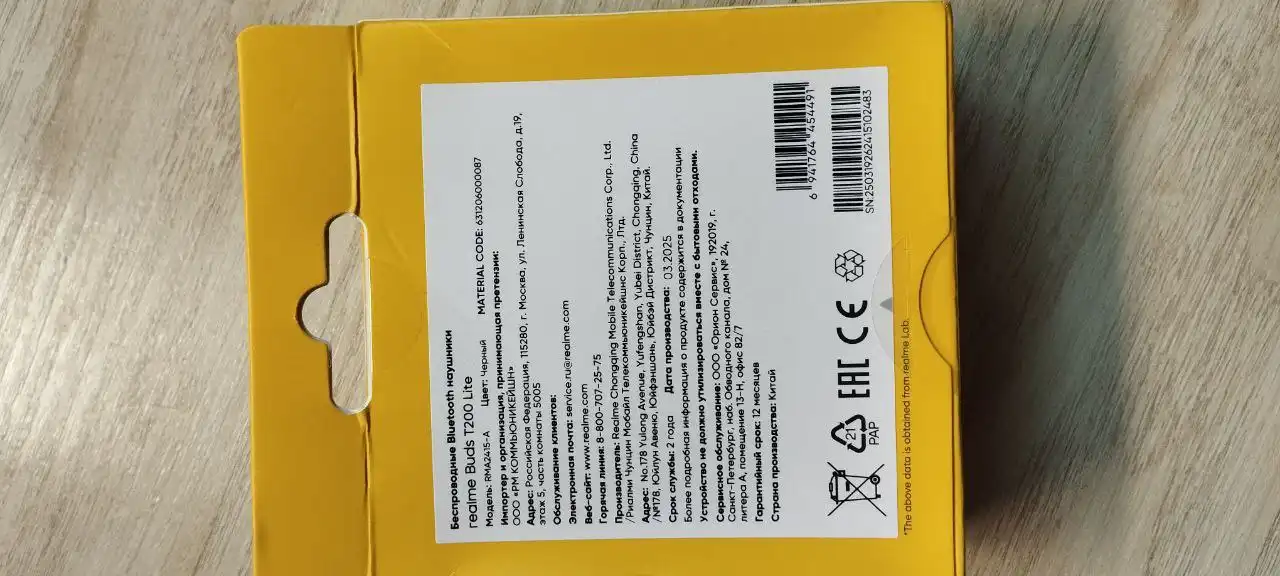 Беспроводные Bluetooth наушники
realme Buds T200 Lite
Модель: RMA2415-A Цвет: Черный MATERIAL CODE: 631206000087
Импортер и организация, принимающая претензии:
ООО «РМ КОММЬЮНИКЕЙШН»
Адрес: Российская Федерация, 115280, г. Москва, ул. Ленинская Слобода, д.19,
этаж 5, часть комнаты 5005
Обслуживание клиентов:
Электронная почта: service.ru@realme.com
Веб-сайт: www.realme.com
Горячая линия: 8-800-707-25-75
Производитель: Realme Chongqing Mobile Telecommunications Corp., Ltd.
/Риалми Чунцин Мобайл Телекоммьюникейшнс Корп., Лтд.
Адрес: No.178 Yulong Avenue, Yufengshan, Yubei District, Chongqing, China
/№178, Юйлун Авеню, Юйфэншань, Юйбэй Дистрикт, Чунцин, Китай.
Срок службы: 2 года Дата производства: 03.2025
Более подробная информация о продукте содержится в документации
Устройство не должно утилизироваться вместе с бытовыми отходами.
Сервисное обслуживание: ООО «Орион Сервис», 192019, г.
Санкт-Петербург, наб. Обводного канала, дом № 24,
литера А, помещение 13-Н, офис 82/7
Гарантийный срок: 12 месяцев
Страна производства: Китай
6 941764 454491
21
PAP
EAC CE
SN:250319262415102483
*The above data is obtained from realme Lab.